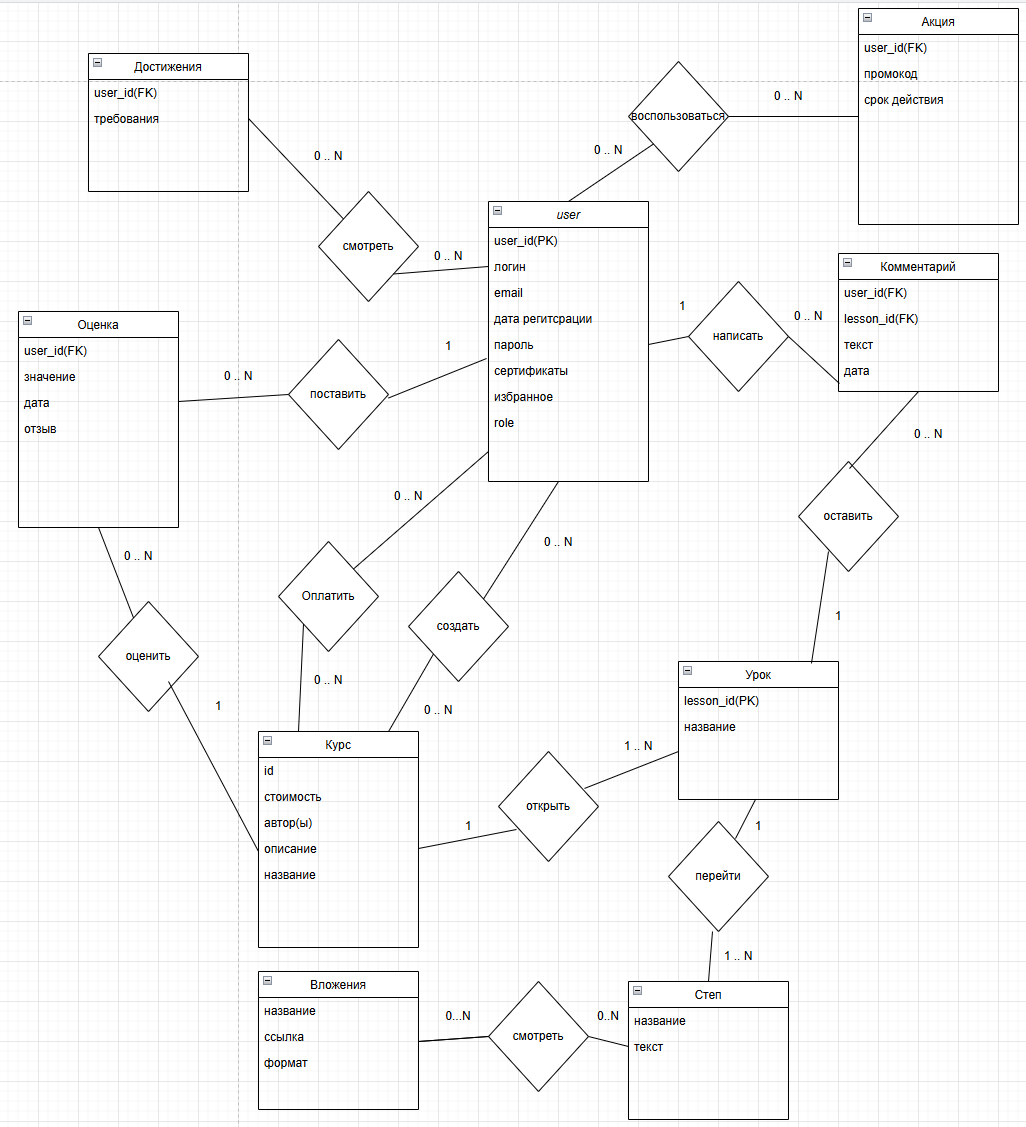 Акция
user_id(FK)
промокод
срок действия
Достижения
user_id(FK)
требования
воспользоваться
0 .. N
0 .. N
0 .. N
смотреть
0 .. N
user
user_id(PK)
логин
email
дата регитсрации
пароль
сертификаты
избранное
role
Комментарий
user_id(FK)
lesson_id(FK)
текст
дата
1
написать
0 .. N
Оценка
user_id(FK)
значение
дата
отзыв
0 .. N
поставить
1
0 .. N
оставить
1
0 .. N
Оплатить
0 .. N
0 .. N
создать
0 .. N
0 .. N
оценить
1
Урок
lesson_id(PK)
название
Курс
id
стоимость
автор(ы)
описание
название
1
открыть
1 .. N
1
перейти
1 .. N
Вложения
название
ссылка
формат
0...N
смотреть
0..N
Степ
название
текст